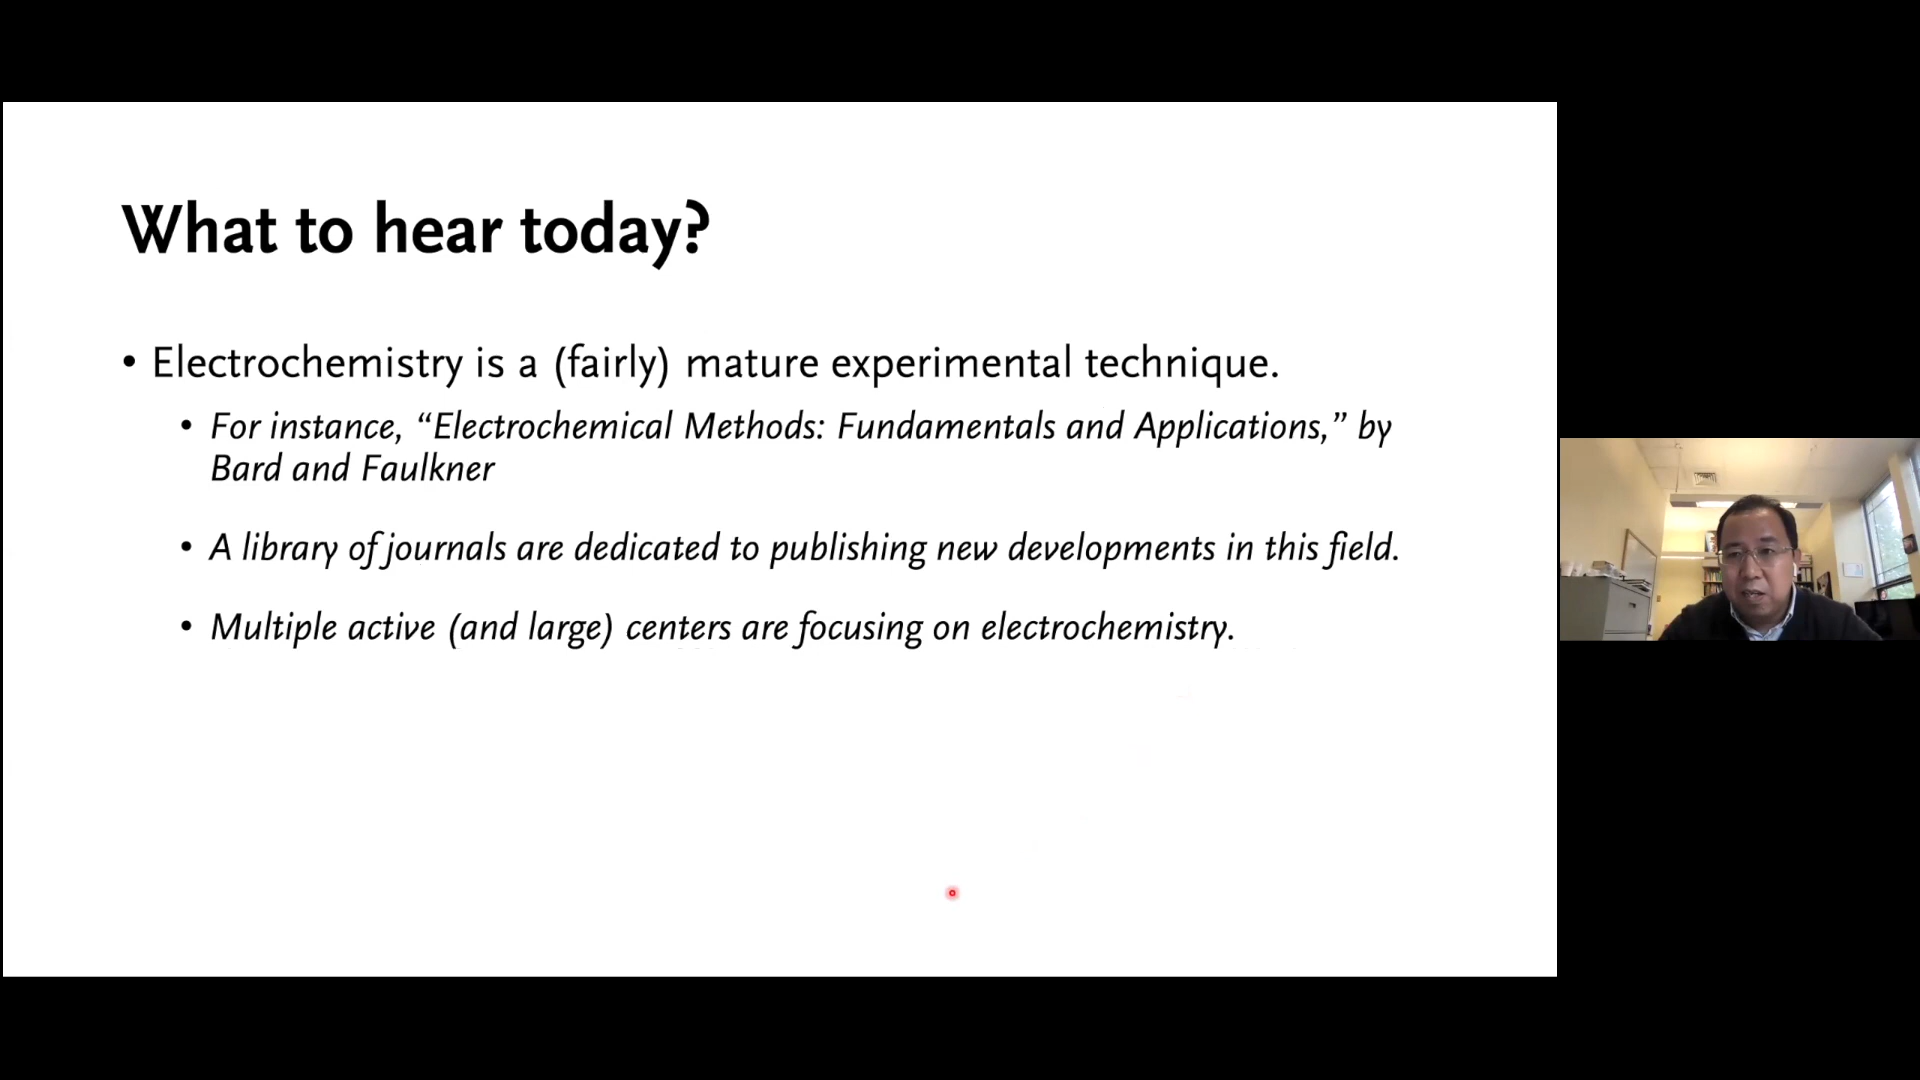 What to hear today?
• Electrochemistry is a (fairly) mature experimental technique.
• For instance, “Electrochemical Methods: Fundamentals and Applications,” by
Bard and Faulkner
• A library of journals are dedicated to publishing new developments in this field.
• Multiple active (and large) centers are focusing on electrochemistry.